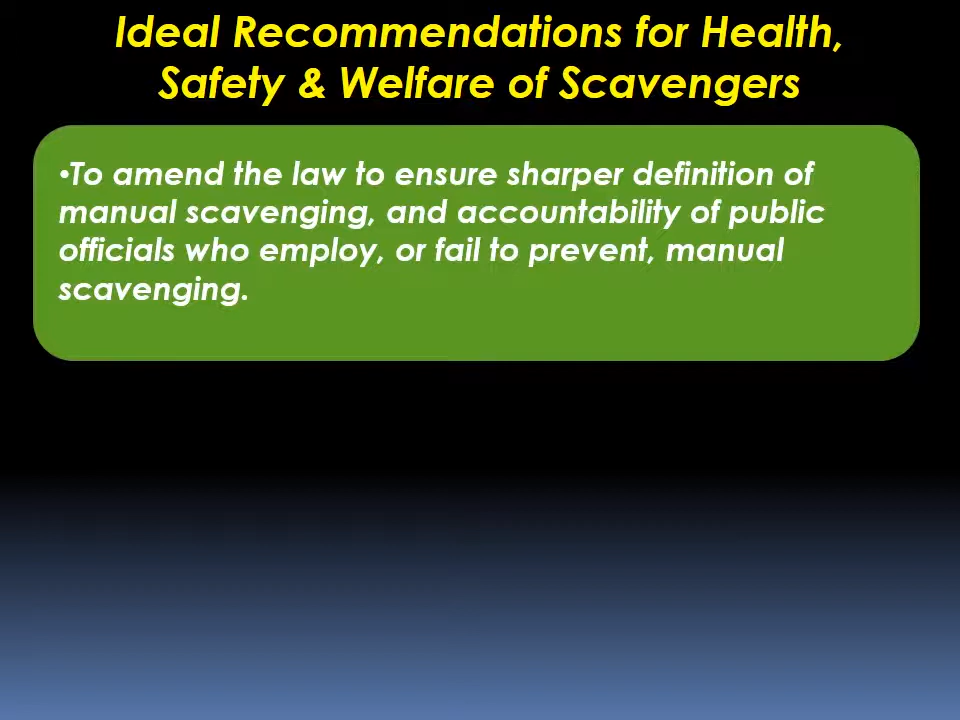 Ideal Recommendations for Health,
Safety & Welfare of Scavengers
•To amend the law to ensure sharper definition of
manual scavenging, and accountability of public
officials who employ, or fail to prevent, manual
scavenging.